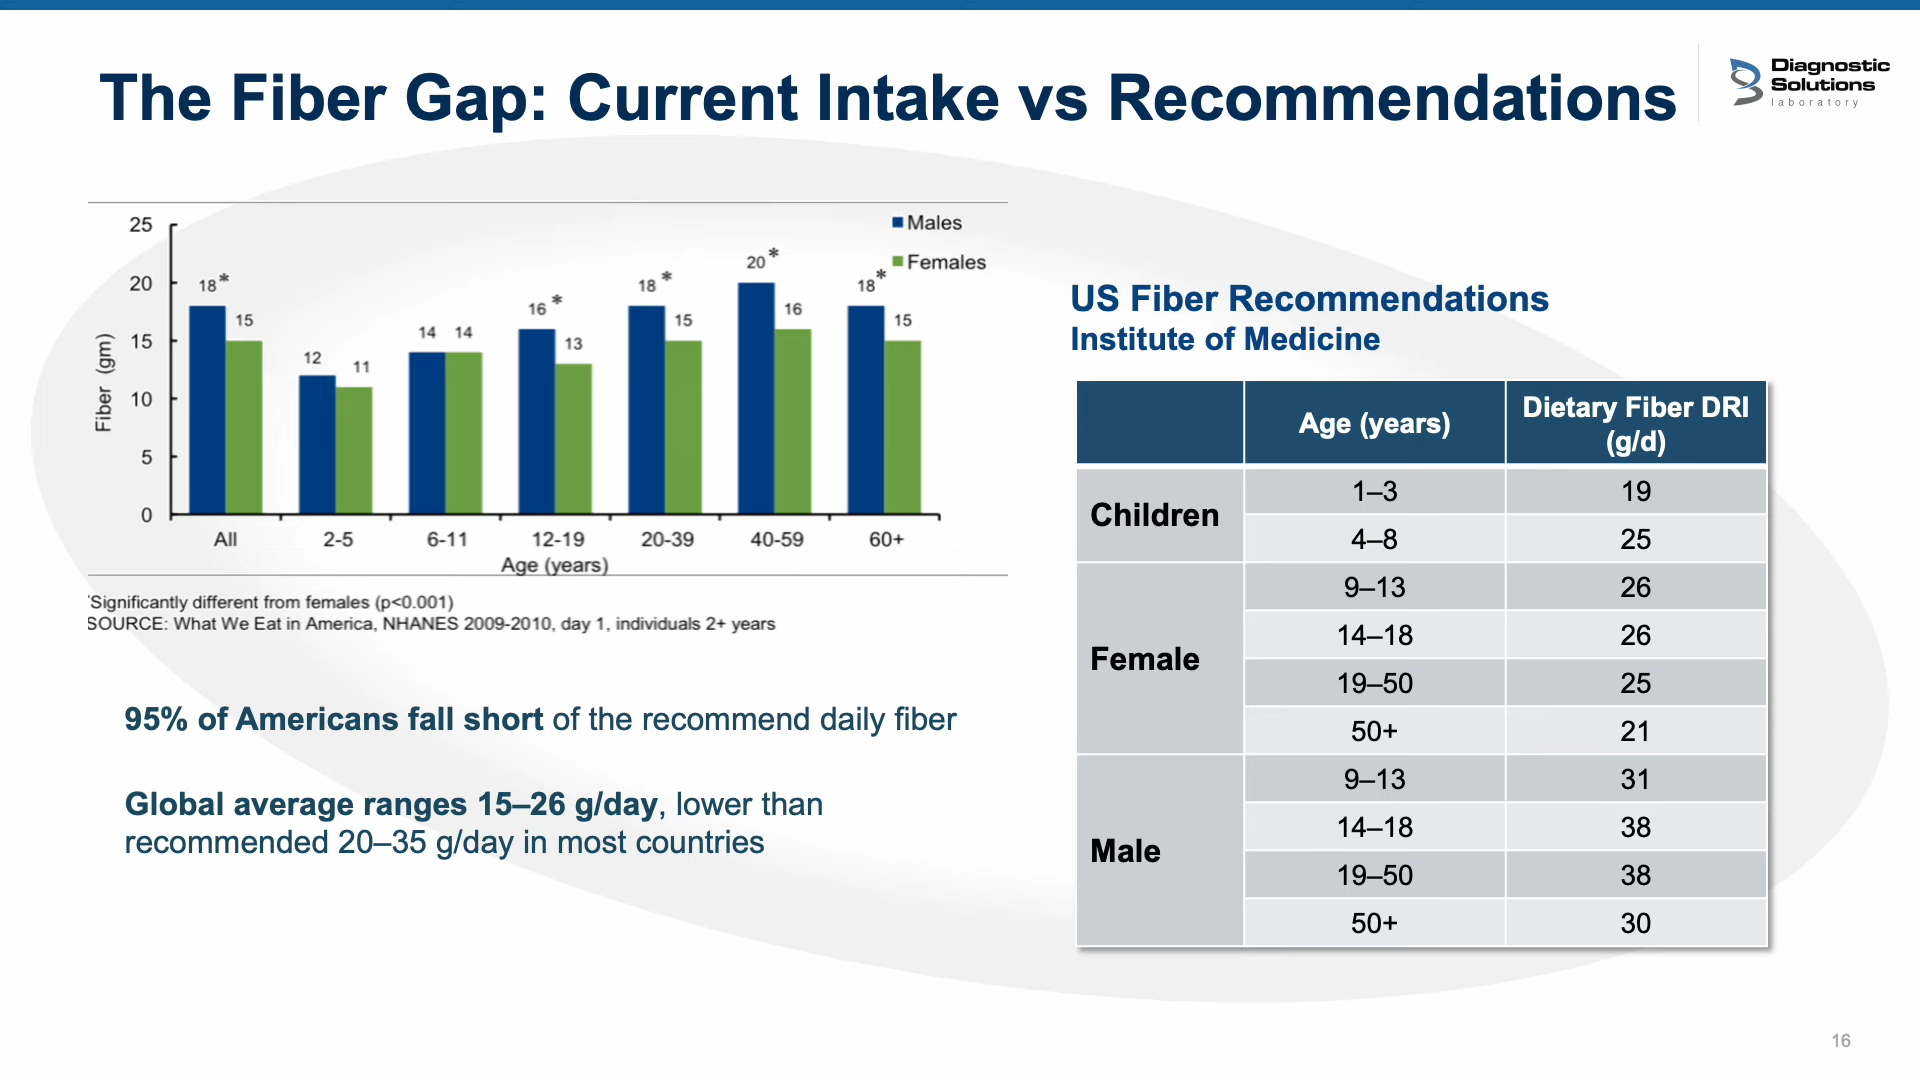 The Fiber Gap: Current Intake vs Recommendations
Diagnostic
Solutions
laboratory
25
20
15
10
5
0
Fiber (gm)
Males
Females
18*
15
12
11
14
14
16*
13
18*
15
20*
16
18*
15
All
2-5
6-11
12-19
20-39
40-59
60+
Age (years)
*Significantly different from females (p<0.001)
SOURCE: What We Eat in America, NHANES 2009-2010, day 1, individuals 2+ years
95% of Americans fall short of the recommend daily fiber
Global average ranges 15–26 g/day, lower than
recommended 20–35 g/day in most countries
US Fiber Recommendations
Institute of Medicine
Age (years) Dietary Fiber DRI
(g/d)
Children
1–3 19
4–8 25
Female
9–13 26
14–18 26
19–50 25
50+ 21
Male
9–13 31
14–18 38
19–50 38
50+ 30
16